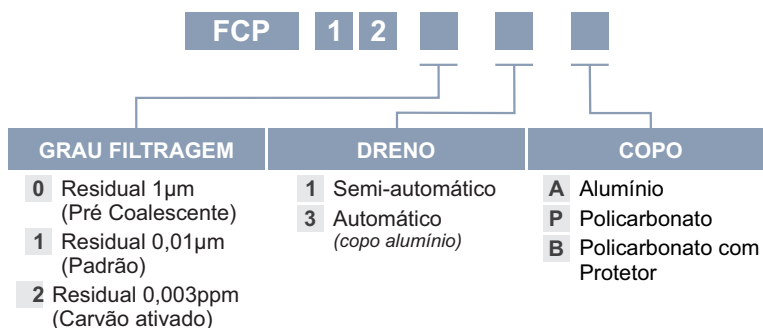 FCP 1 2
GRAU FILTRAGEM DRENO COPO
0 Residual 1µm
(Pré Coalescente)
1 Residual 0,01µm
(Padrão)
2 Residual 0,003ppm
(Carvão ativado)
1 Semi-automático
3 Automático
(copo alumínio)
A Alumínio
P Policarbonato
B Policarbonato com
Protetor